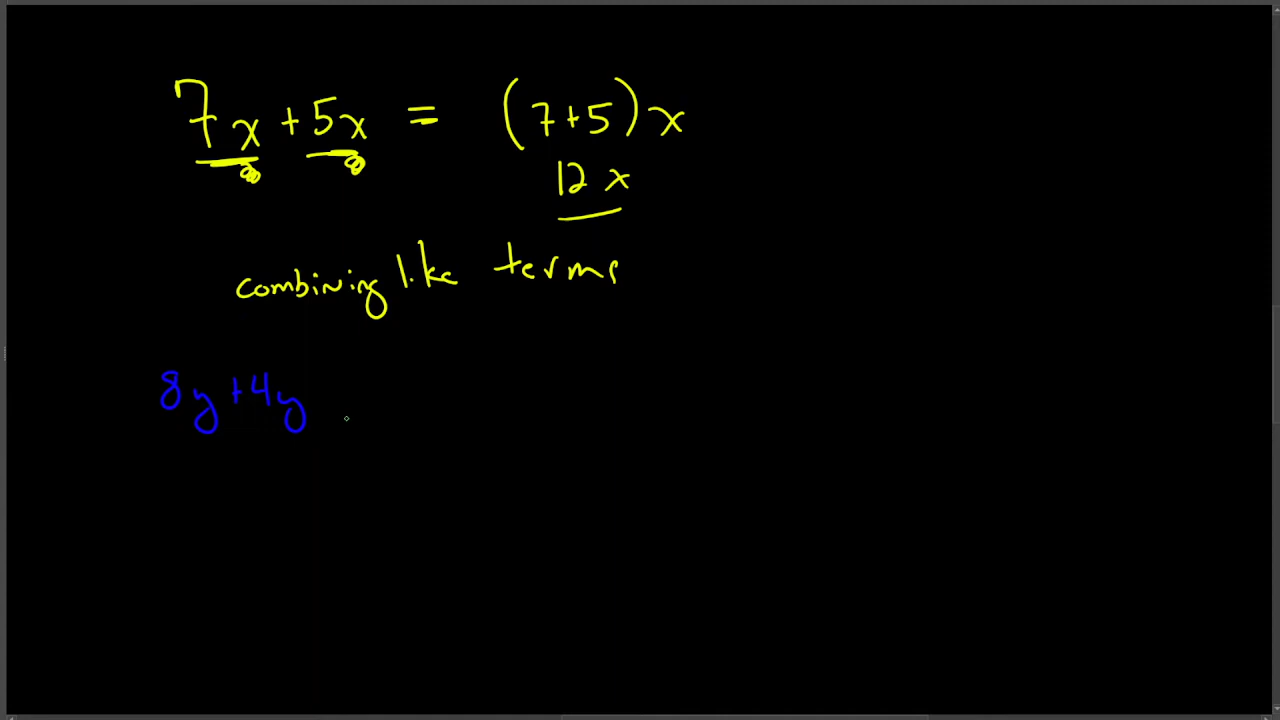 7x + 5x = (7+5)x
12x
combining like terms
8y + 4y